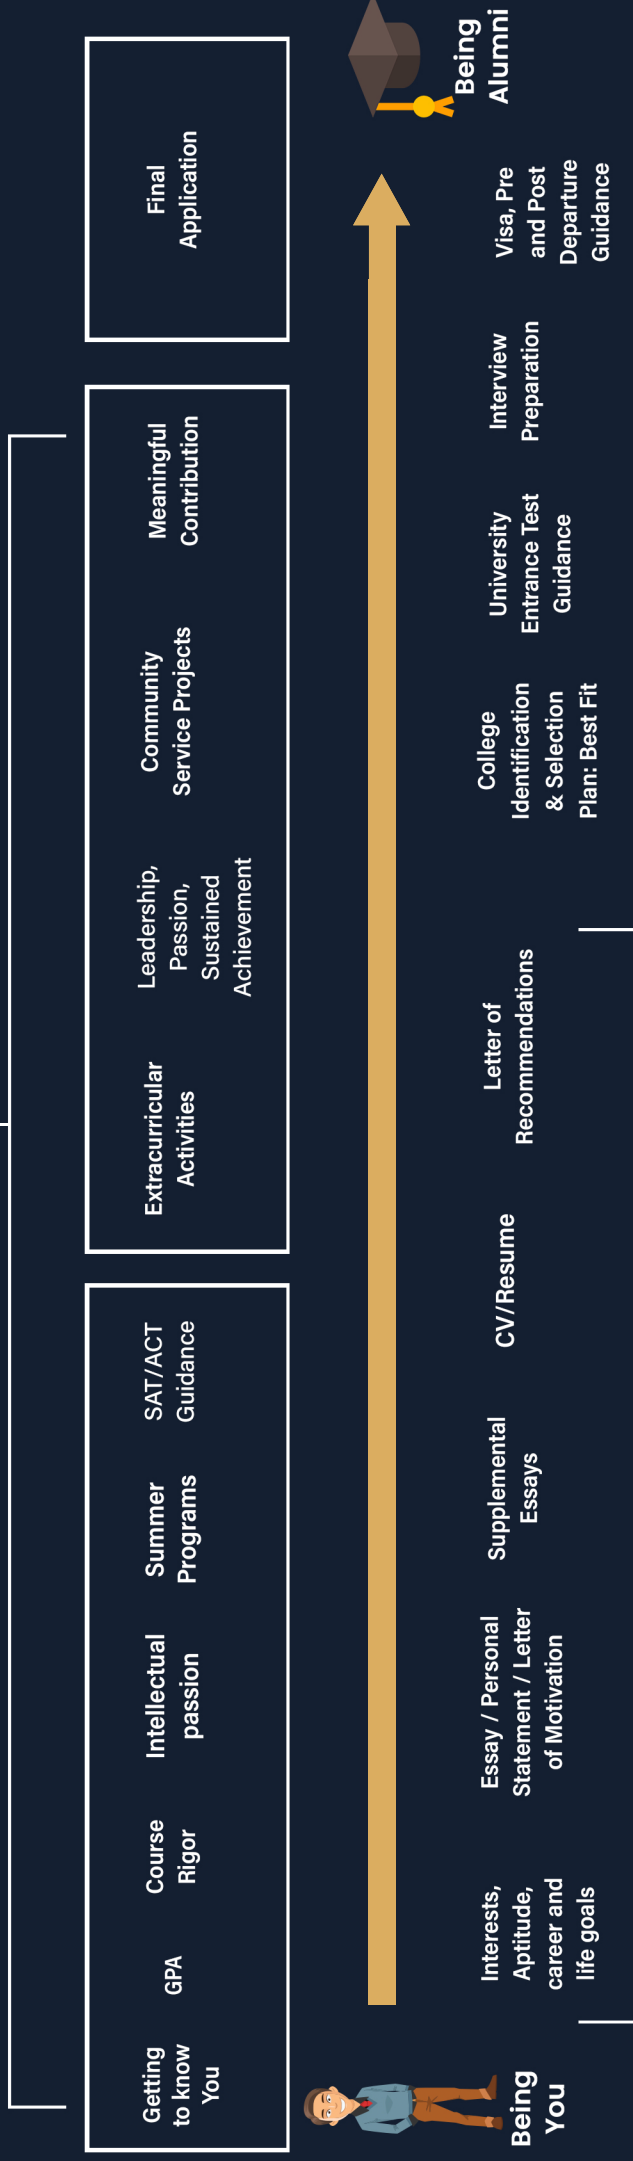 Getting
to know
You
GPA
Course
Rigor
Intellectual
passion
Summer
Programs
SAT/ACT
Guidance
Extracurricular
Activities
Leadership,
Passion,
Sustained
Achievement
Community
Service Projects
Meaningful
Contribution
Final
Application
Being
You
Being
Alumni
Interests,
Aptitude,
career and
life goals
Essay / Personal
Statement / Letter
of Motivation
Supplemental
Essays
CV/Resume
Letter of
Recommendations
College
Identification
& Selection
Plan: Best Fit
University
Entrance Test
Guidance
Interview
Preparation
Visa, Pre
and Post
Departure
Guidance